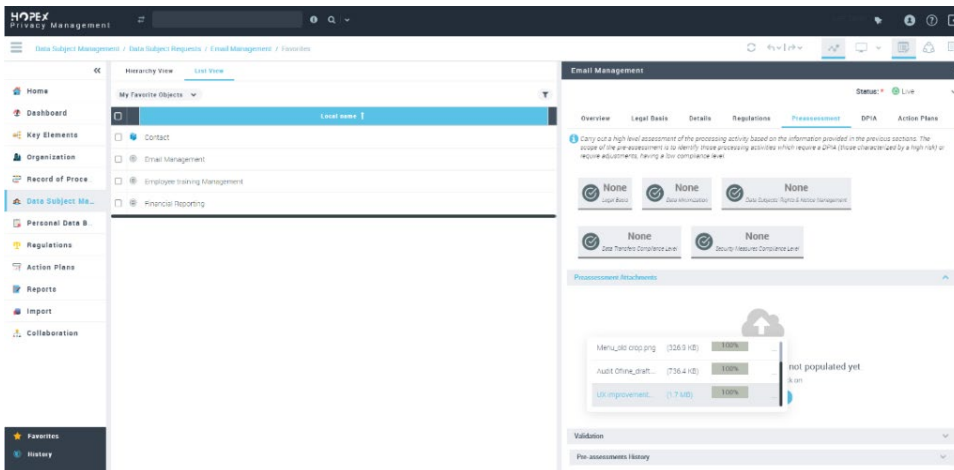 HOPEX
Privacy Management
Data Subject Management / Data Subject Requests / Email Management / Favorites
Home
Dashboard
Key Elements
Organization
Record of Proce...
Data Subject Ma...
Personal Data B...
Regulations
Action Plans
Reports
Import
Collaboration
Favorites
History
Hierarchy View
List View
My Favorite Objects
Local name
Contact
Email Management
Employee training Management
Financial Reporting
Email Management
Status:* Live
Overview Legal Basis Details Regulations Preassessment DPIA Action Plans
Carry out a high level assessment of the processing activity based on the information provided in the previous sections. The
scope of the pre-assessment is to identify those processing activities which require a DPIA (those characterized by a high risk) or
require adjustments, having a low compliance level.
None
Legal Basis
None
Data Minimization
None
Data Subjects' Rights & Notice Management
None
Data Transfers Compliance Level
None
Security Measures Compliance Level
Preassessment Attachments
Menu_old crop.png (326.9 KB) 100% ...
Audit Ofine_draft... (736.4 KB) 100% ...
UX-improvement... (1.7 MB) 100%
not populated yet
k on
Validation
Pre-assessments History